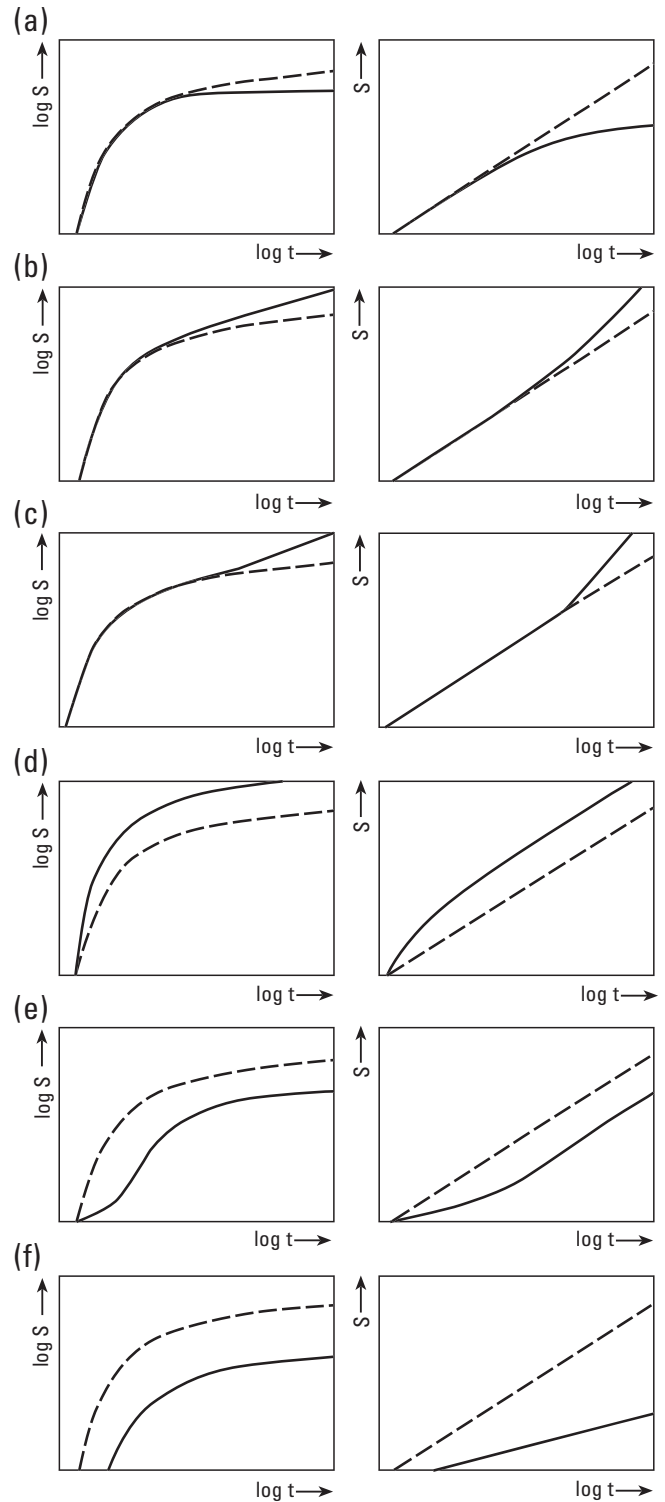 (a)
log S → S →
log t → log t →
(b)
log S → S →
log t → log t →
(c)
log S → S →
log t → log t →
(d)
log S → S →
log t → log t →
(e)
log S → S →
log t → log t →
(f)
log S → S →
log t → log t →